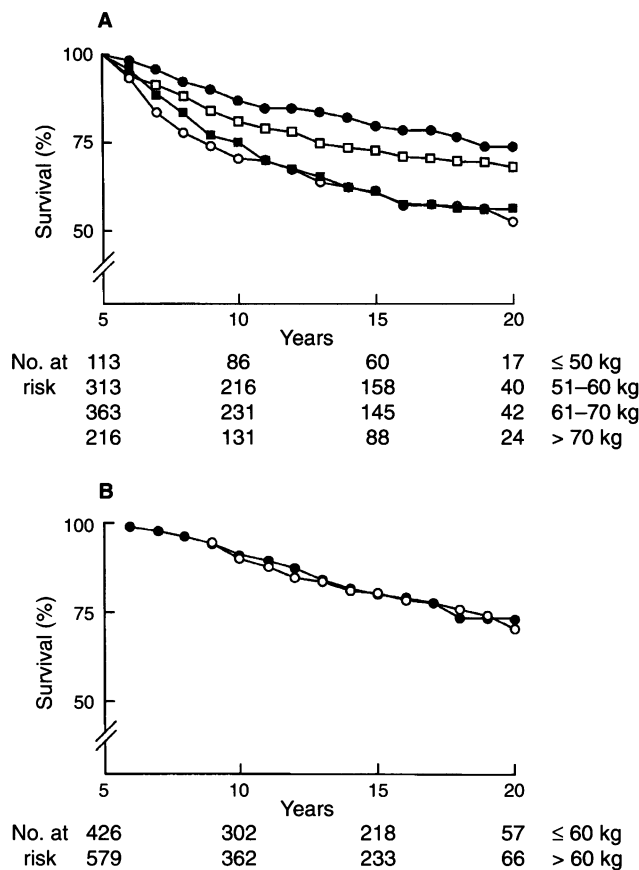 A
100
75
50
Survival (%)
5 10 15 20
Years
No. at 113 86 60 17 ≤ 50 kg
risk 313 216 158 40 51–60 kg
363 231 145 42 61–70 kg
216 131 88 24 > 70 kg
B
100
75
50
Survival (%)
5 10 15 20
Years
No. at 426 302 218 57 ≤ 60 kg
risk 579 362 233 66 > 60 kg